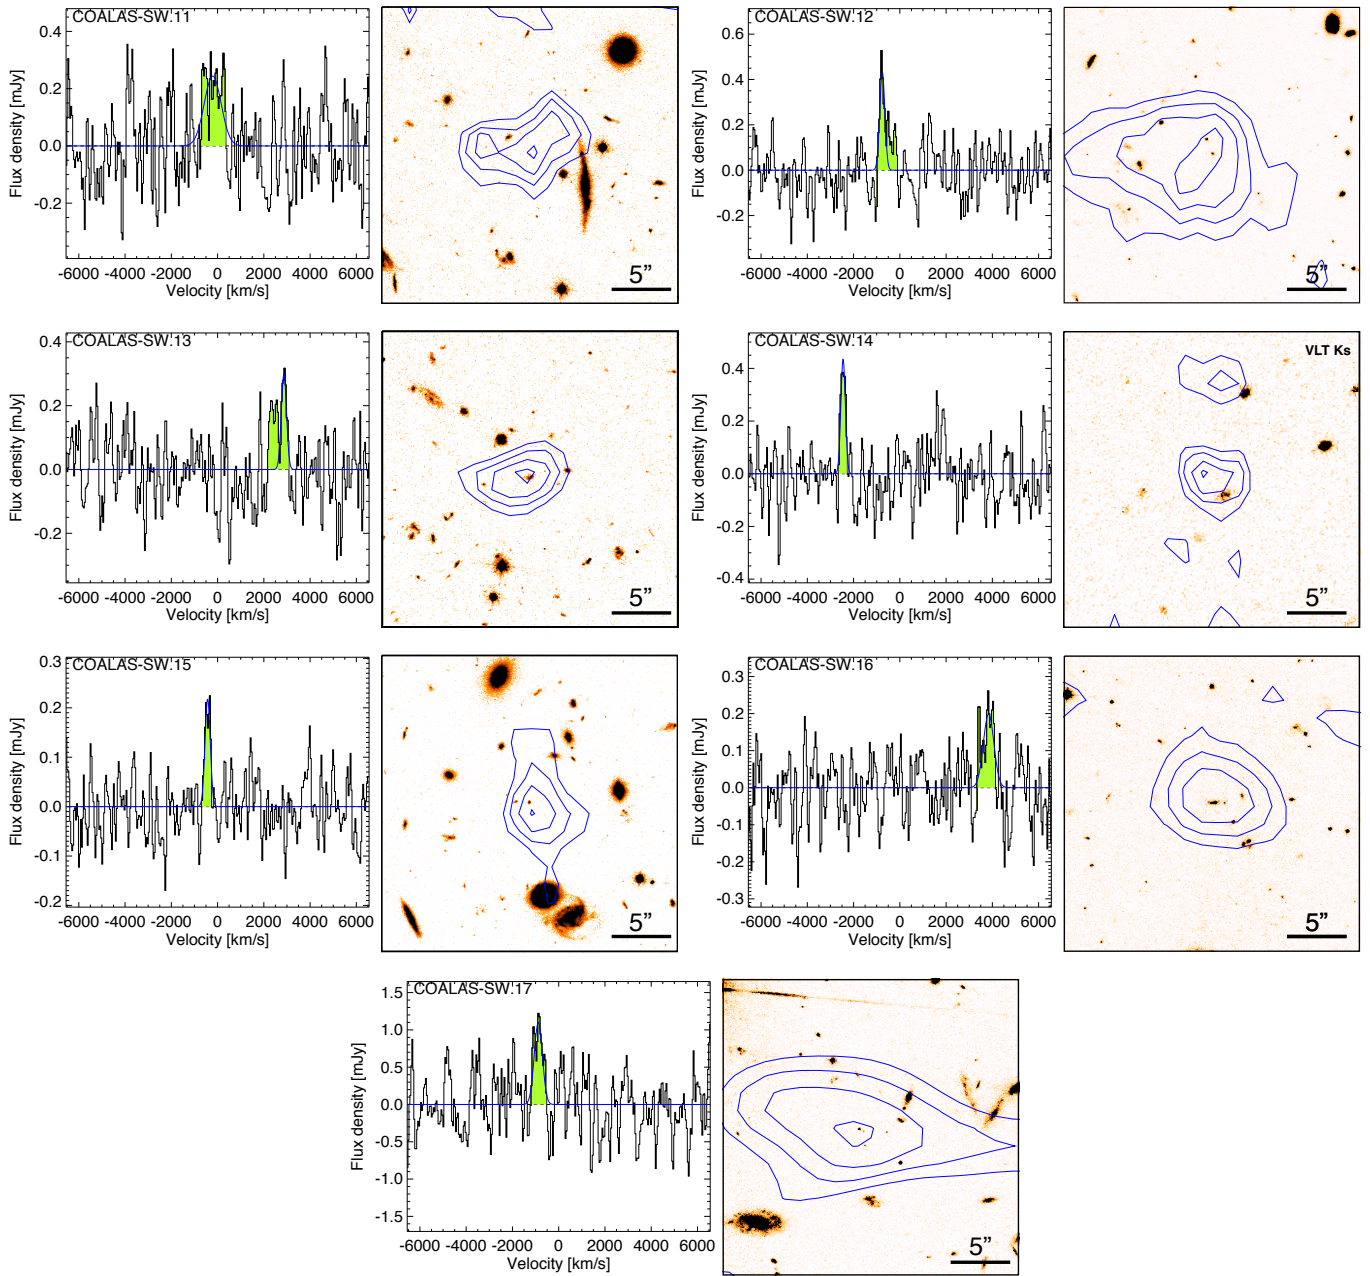 COALAS-SW.11
Flux density [mJy]
0.4
0.2
0.0
-0.2
-6000 -4000 -2000 0 2000 4000 6000
Velocity [km/s]
5”
COALAS-SW.12
Flux density [mJy]
0.6
0.4
0.2
0.0
-0.2
-6000 -4000 -2000 0 2000 4000 6000
Velocity [km/s]
5”
COALAS-SW.13
Flux density [mJy]
0.4
0.2
0.0
-0.2
-6000 -4000 -2000 0 2000 4000 6000
Velocity [km/s]
5”
COALAS-SW.14
Flux density [mJy]
0.4
0.2
0.0
-0.2
-0.4
-6000 -4000 -2000 0 2000 4000 6000
Velocity [km/s]
VLT Ks
5”
COALAS-SW.15
Flux density [mJy]
0.3
0.2
0.1
0.0
-0.1
-0.2
-6000 -4000 -2000 0 2000 4000 6000
Velocity [km/s]
5”
COALAS-SW.16
Flux density [mJy]
0.3
0.2
0.1
0.0
-0.1
-0.2
-0.3
-6000 -4000 -2000 0 2000 4000 6000
Velocity [km/s]
5”
COALAS-SW.17
Flux density [mJy]
1.5
1.0
0.5
0.0
-0.5
-1.0
-1.5
-6000 -4000 -2000 0 2000 4000 6000
Velocity [km/s]
5”